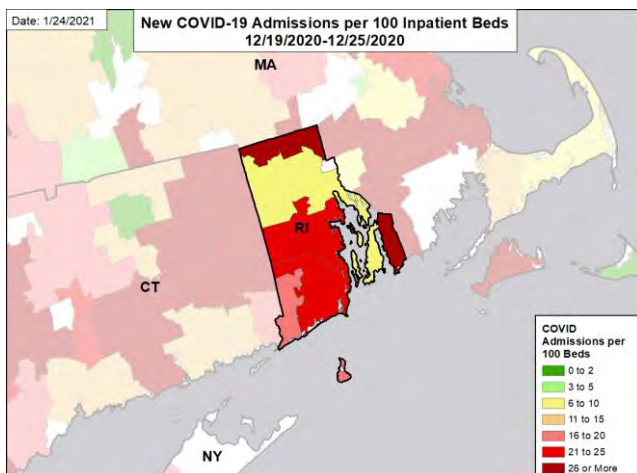 Date: 1/24/2021
New COVID-19 Admissions per 100 Inpatient Beds
12/19/2020-12/25/2020
MA
RI
CT
NY
COVID
Admissions per
100 Beds
0 to 2
3 to 5
6 to 10
11 to 15
16 to 20
21 to 25
26 or More